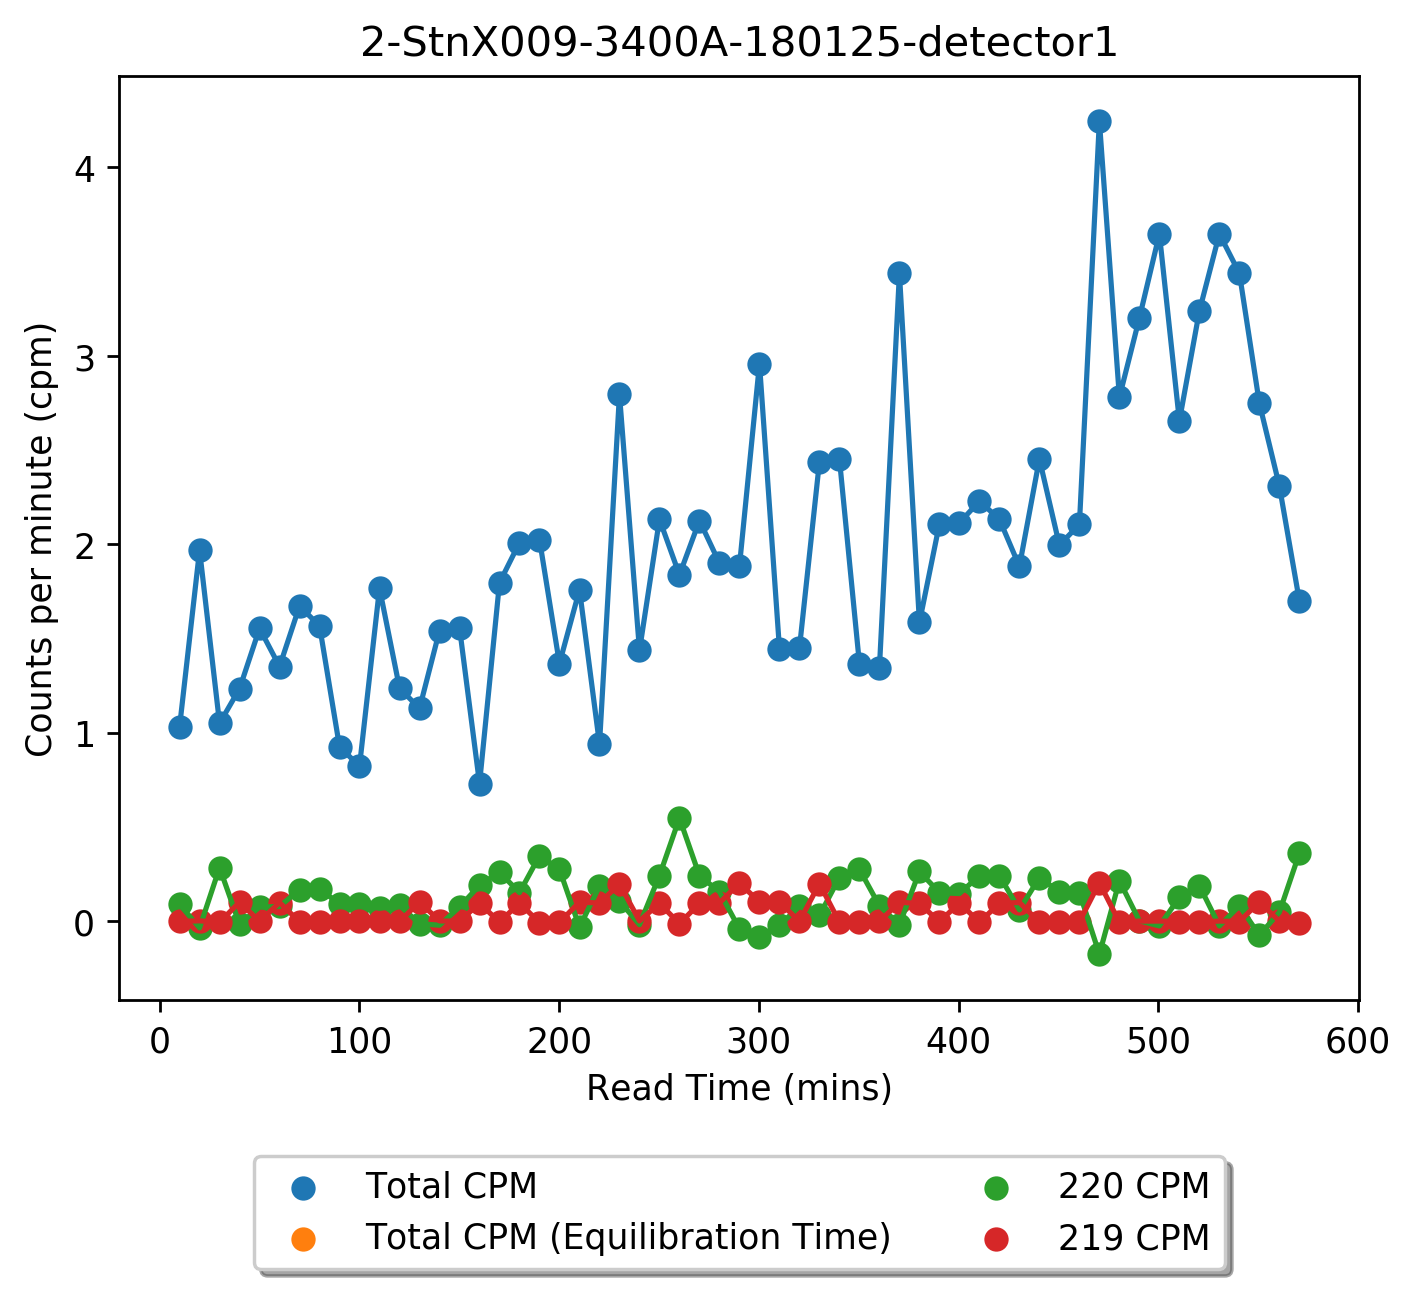 2-StnX009-3400A-180125-detector1
Counts per minute (cpm)
4
3
2
1
0
0 100 200 300 400 500 600
Read Time (mins)
Total CPM
Total CPM (Equilibration Time)
220 CPM
219 CPM